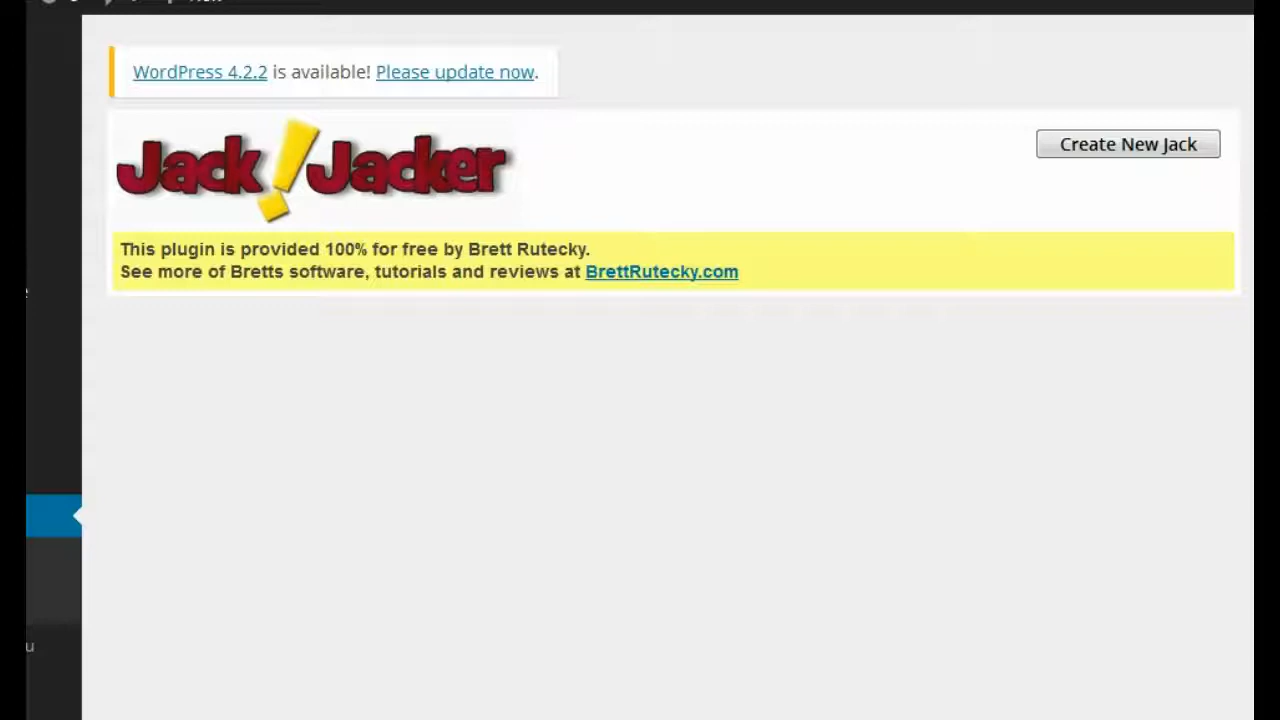 WordPress 4.2.2 is available! Please update now.
Jack!Jacker
Create New Jack
This plugin is provided 100% for free by Brett Rutecky.
See more of Bretts software, tutorials and reviews at BrettRutecky.com
u